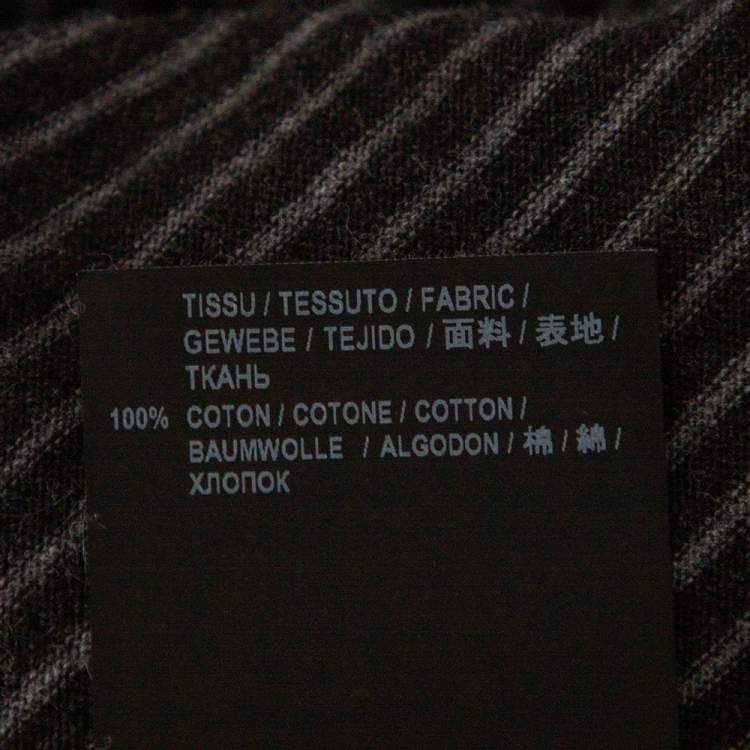 TISSU / TESSUTO / FABRIC /
GEWEBE / TEJIDO / 面料 / 表地 /
ТКАНЬ
100% COTON / COTONE / COTTON /
BAUMWOLLE / ALGODON / 棉 / 綿 /
ХЛОПОК